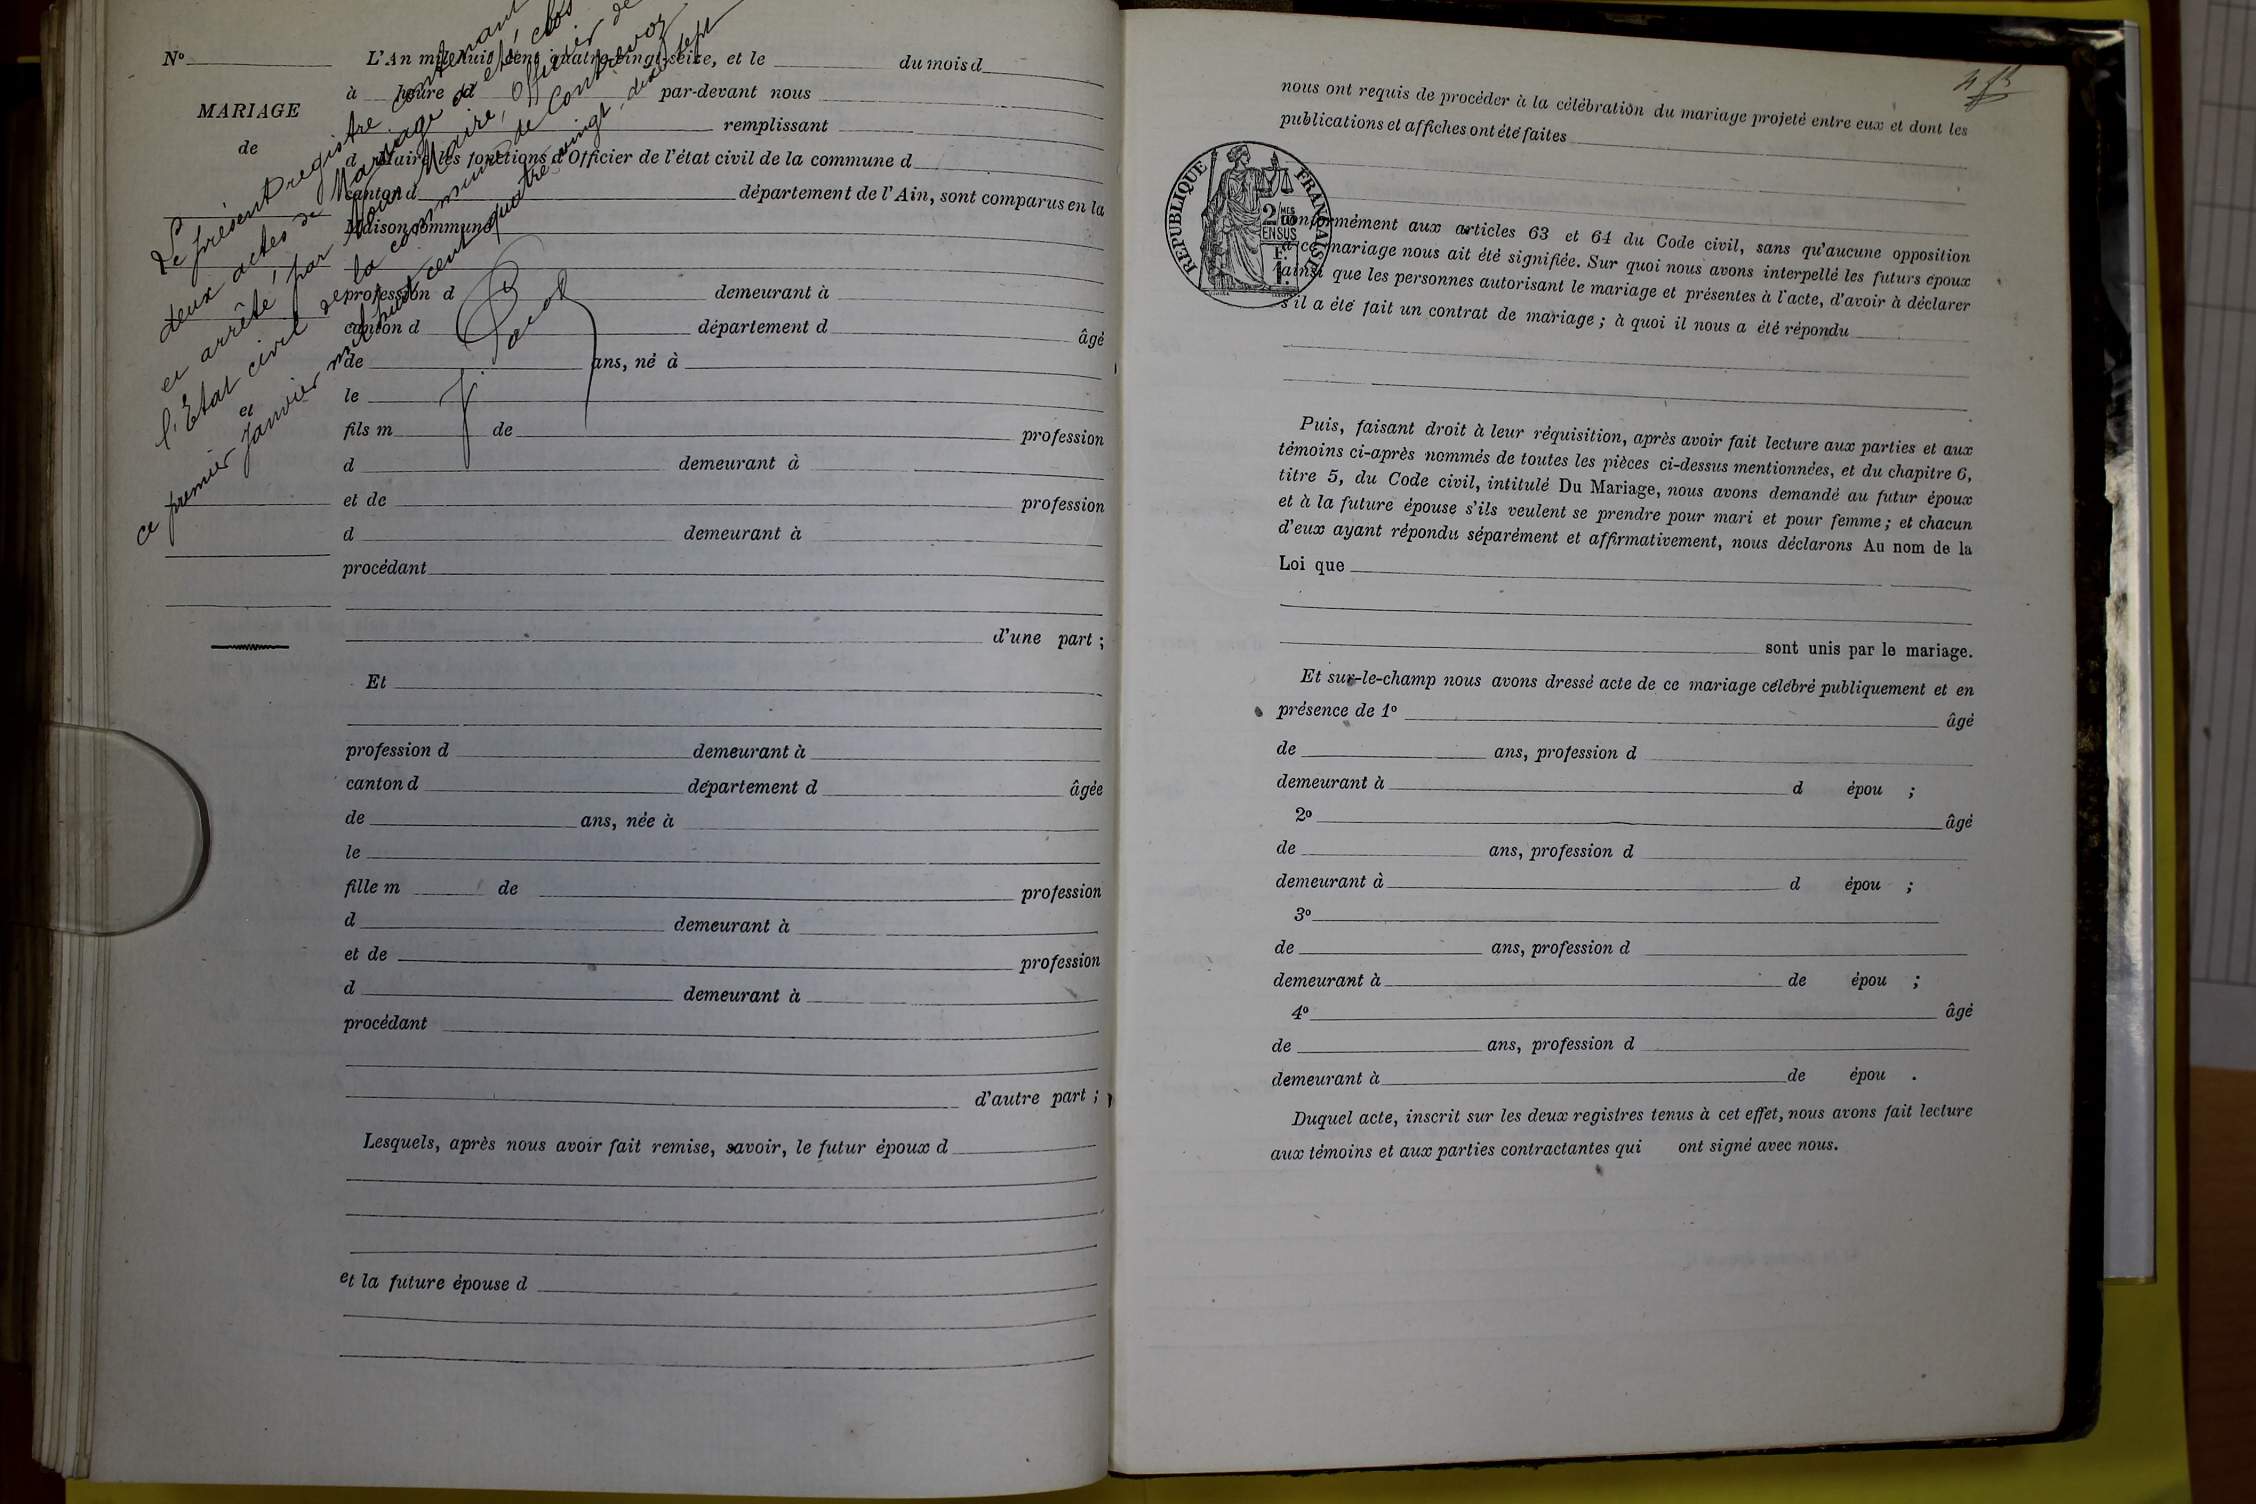 Nº
MARIAGE
de
et
L'An mil huit cent quatre-vingt-seize, et le du mois d
à heure d par-devant nous
remplissant
d Maire les fonctions d'Officier de l'état civil de la commune d
canton d département de l'Ain, sont comparus en la
Maison commune
profession d demeurant à
canton d département d âgé
de ans, né à
le
fils m de profession
d demeurant à
et de profession
d demeurant à
procédant
d'une part ;
Et
profession d demeurant à
canton d département d âgée
de ans, née à
le
fille m de profession
d demeurant à
et de profession
d demeurant à
procédant
d'autre part ;
Lesquels, après nous avoir fait remise, savoir, le futur époux d
et la future épouse d
Le présent registre contenant
deux actes de Mariage a été clos
et arrêté par Nous Maire, Officier de
l'Etat civil de la commune de Contrevoz
ce premier Janvier mil huit cent quatre-vingt-dix-sept
nous ont requis de procéder à la célébration du mariage projeté entre eux et dont les
publications et affiches ont été faites
RÉPUBLIQUE FRANÇAISE
2/MES
EN SUS
1F.
conformément aux articles 63 et 64 du Code civil, sans qu'aucune opposition
à ce mariage nous ait été signifiée. Sur quoi nous avons interpellé les futurs époux
ainsi que les personnes autorisant le mariage et présentes à l'acte, d'avoir à déclarer
s'il a été fait un contrat de mariage ; à quoi il nous a été répondu
Puis, faisant droit à leur réquisition, après avoir fait lecture aux parties et aux
témoins ci-après nommés de toutes les pièces ci-dessus mentionnées, et du chapitre 6,
titre 5, du Code civil, intitulé Du Mariage, nous avons demandé au futur époux
et à la future épouse s'ils veulent se prendre pour mari et pour femme ; et chacun
d'eux ayant répondu séparément et affirmativement, nous déclarons Au nom de la
Loi que
sont unis par le mariage.
Et sur-le-champ nous avons dressé acte de ce mariage célébré publiquement et en
présence de 1º âgé
de ans, profession d
demeurant à d épou ;
2º âgé
de ans, profession d
demeurant à d épou ;
3º
de ans, profession d
demeurant à de épou ;
4º âgé
de ans, profession d
demeurant à de épou .
Duquel acte, inscrit sur les deux registres tenus à cet effet, nous avons fait lecture
aux témoins et aux parties contractantes qui ont signé avec nous.